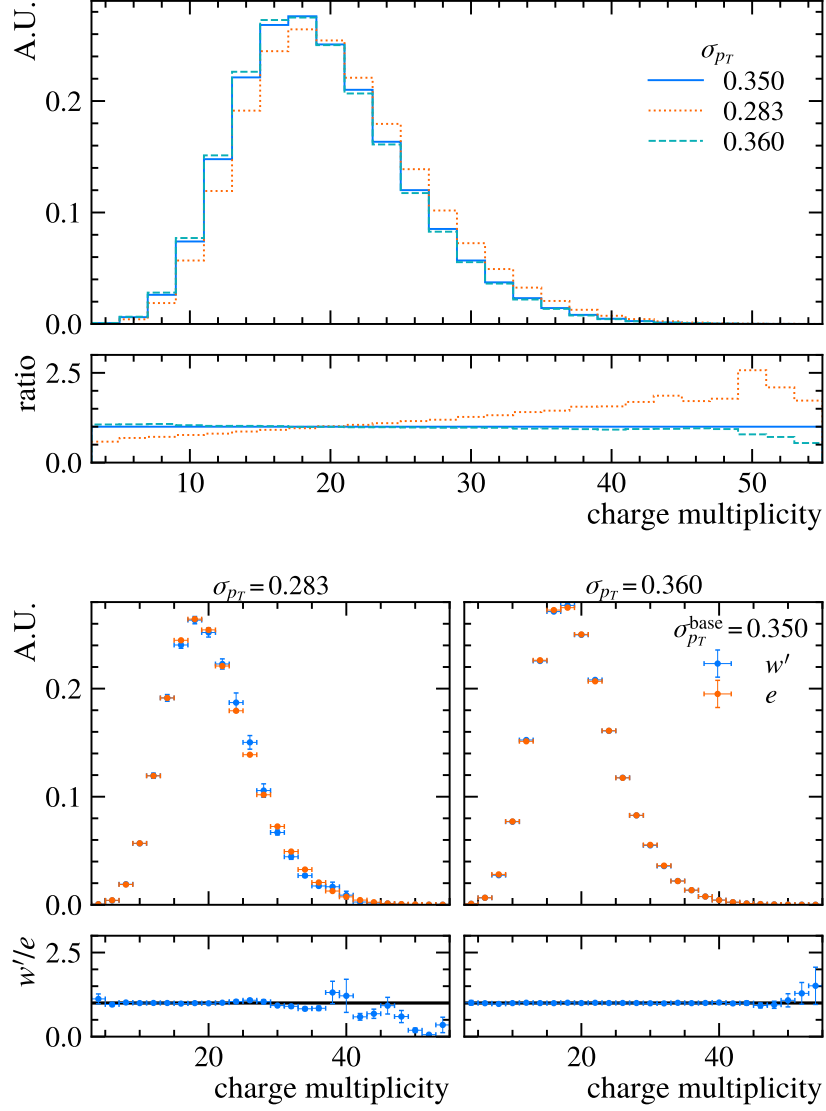 A.U.
σ_{p_T}
0.350
0.283
0.360
0.2
0.1
0.0
ratio
2.5
0.0
10 20 30 40 50
charge multiplicity
σ_{p_T} = 0.283
σ_{p_T} = 0.360
A.U.
σ_{p_T}^{base} = 0.350
w′
e
0.2
0.1
0.0
w′/e
2.5
0.0
20 40
20 40
charge multiplicity
charge multiplicity